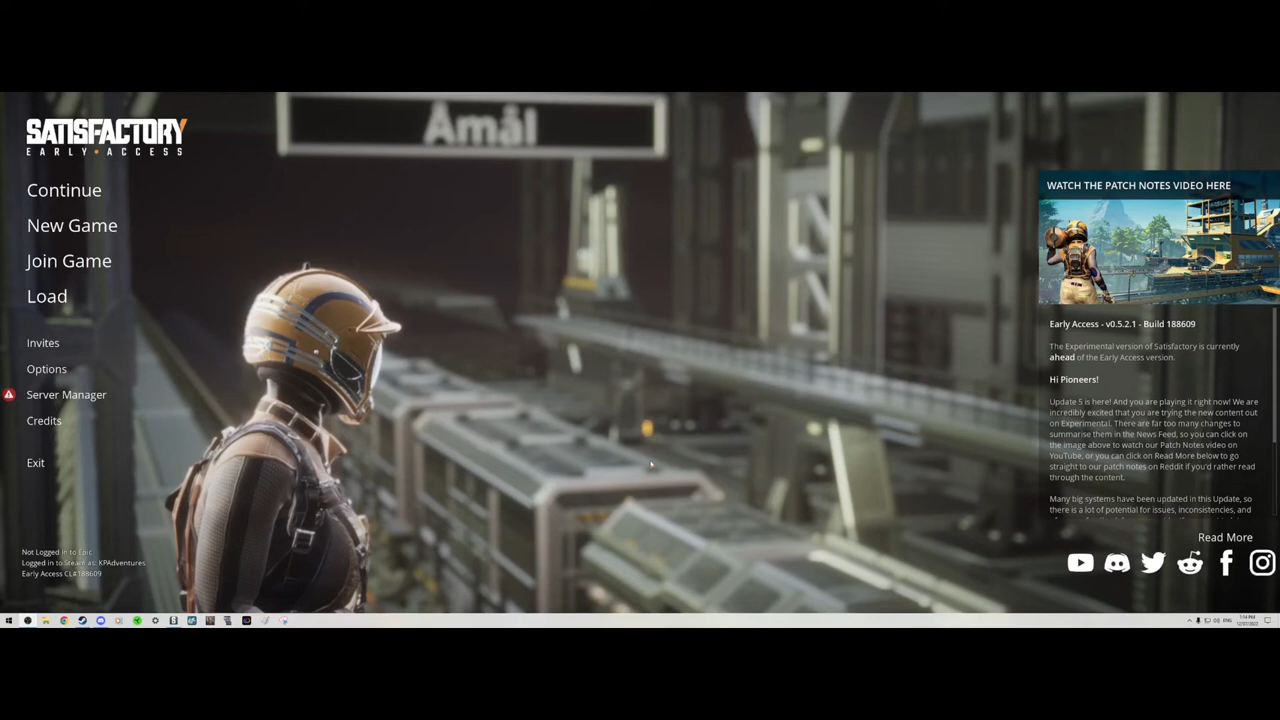 Åmål
SATISFACTORY
EARLY ACCESS
Continue
New Game
Join Game
Load
Invites
Options
Server Manager
Credits
Exit
Not Logged in to Epic
Logged in to Steam as: KPAdventures
Early Access CL#188609
WATCH THE PATCH NOTES VIDEO HERE
Early Access - v0.5.2.1 - Build 188609
The Experimental version of Satisfactory is currently
ahead of the Early Access version.
Hi Pioneers!
Update 5 is here! And you are playing it right now! We are
incredibly excited that you are trying the new content out
on Experimental. There are far too many changes to
summarise them in the News Feed, so you can click on
the image above to watch our Patch Notes video on
YouTube, or you can click on Read More below to go
straight to our patch notes on Reddit if you'd rather read
through the content.
Many big systems have been updated in this Update, so
there is a lot of potential for issues, inconsistencies, and
Read More
ENG
1:14 PM
12/07/2022